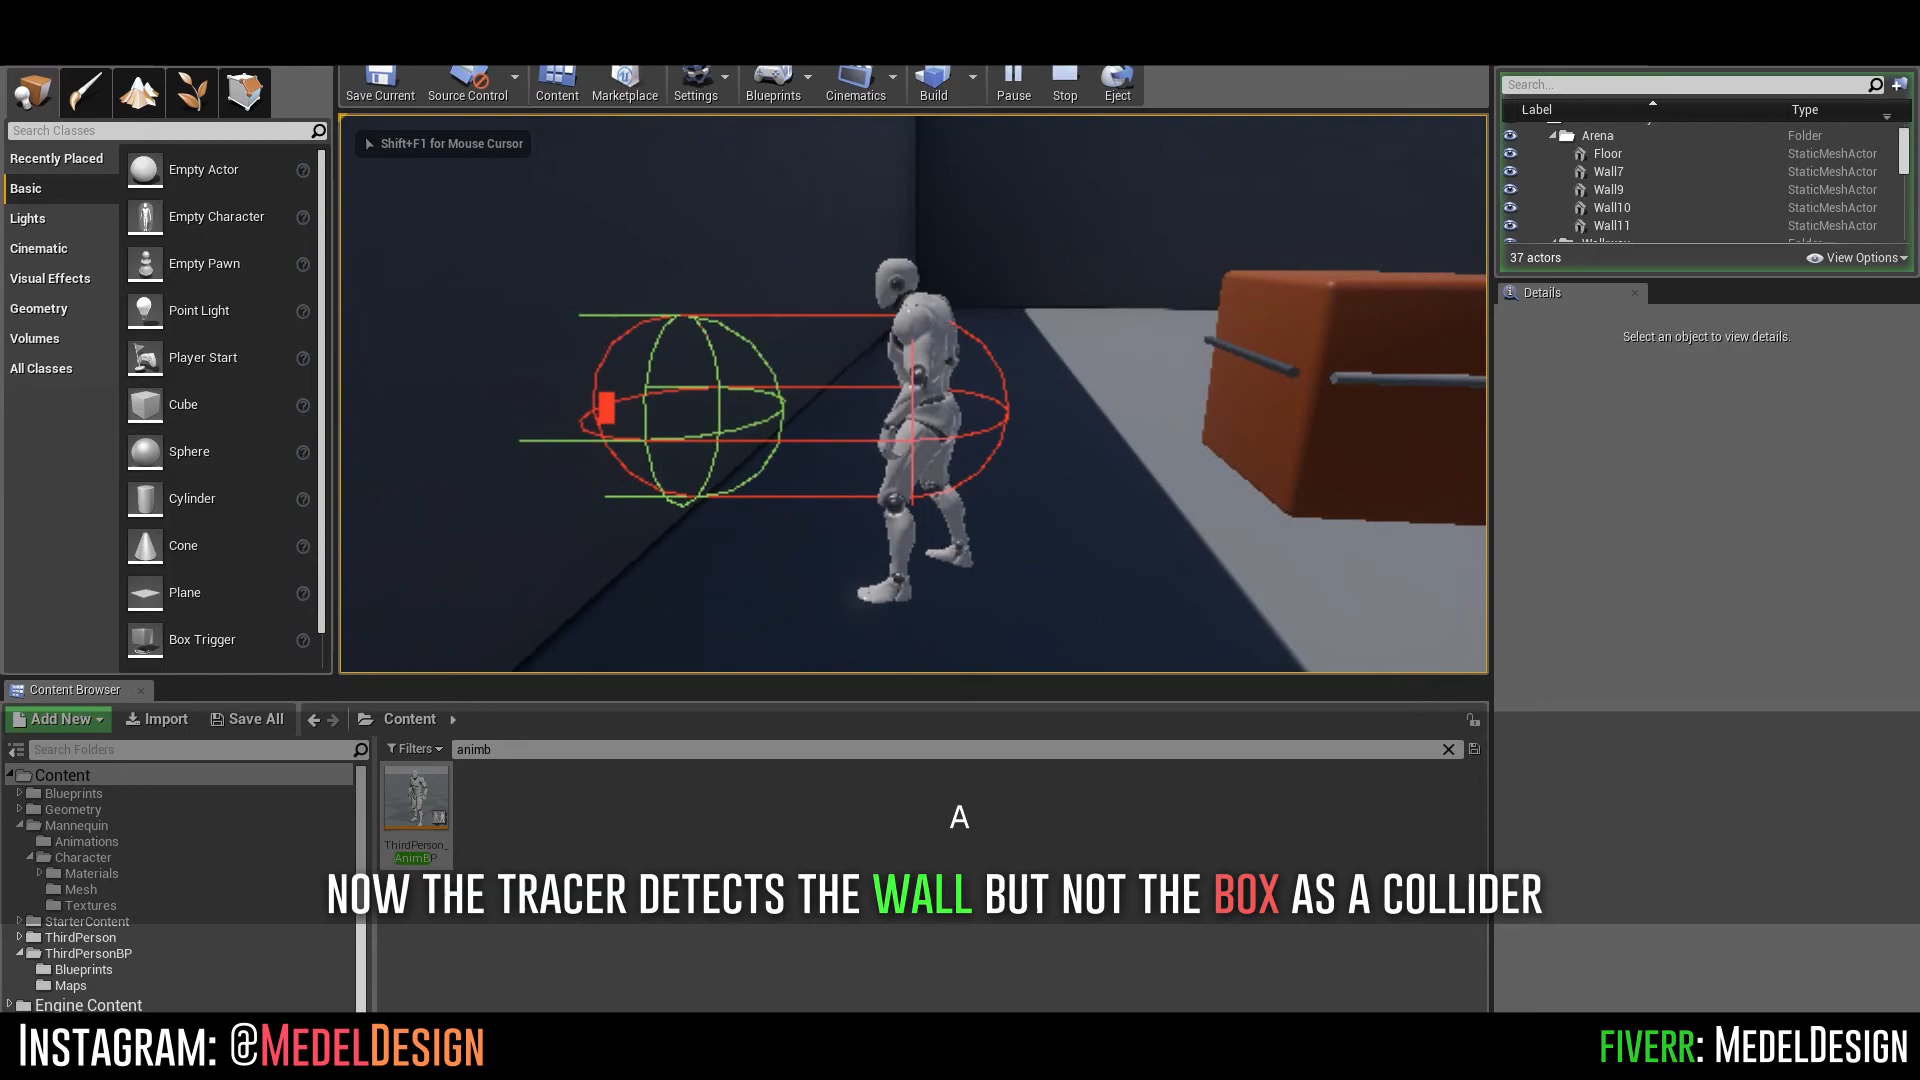 Save Current
Source Control
Content
Marketplace
Settings
Blueprints
Cinematics
Build
Pause
Stop
Eject
Search Classes
Recently Placed
Basic
Lights
Cinematic
Visual Effects
Geometry
Volumes
All Classes
Empty Actor
Empty Character
Empty Pawn
Point Light
Player Start
Cube
Sphere
Cylinder
Cone
Plane
Box Trigger
Shift+F1 for Mouse Cursor
Search...
Label Type
Arena Folder
Floor StaticMeshActor
Wall7 StaticMeshActor
Wall9 StaticMeshActor
Wall10 StaticMeshActor
Wall11 StaticMeshActor
37 actors View Options
Details
Select an object to view details.
Content Browser
Add New Import Save All Content
Search Folders
Filters animb
Content
Blueprints
Geometry
Mannequin
Animations
Character
Materials
Mesh
Textures
StarterContent
ThirdPerson
ThirdPersonBP
Blueprints
Maps
Engine Content
ThirdPerson_
AnimBP
A
NOW THE TRACER DETECTS THE WALL BUT NOT THE BOX AS A COLLIDER
INSTAGRAM: @MEDELDESIGN
FIVERR: MEDELDESIGN